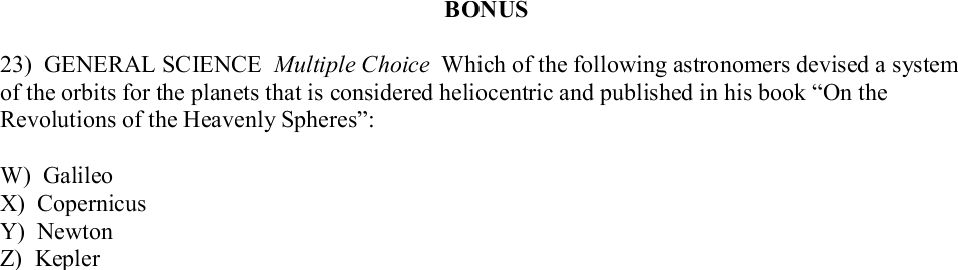 BONUS
23)  GENERAL SCIENCE  Multiple Choice  Which of the following astronomers devised a system
of the orbits for the planets that is considered heliocentric and published in his book “On the
Revolutions of the Heavenly Spheres”:
W)  Galileo
X)  Copernicus
Y)  Newton
Z)  Kepler